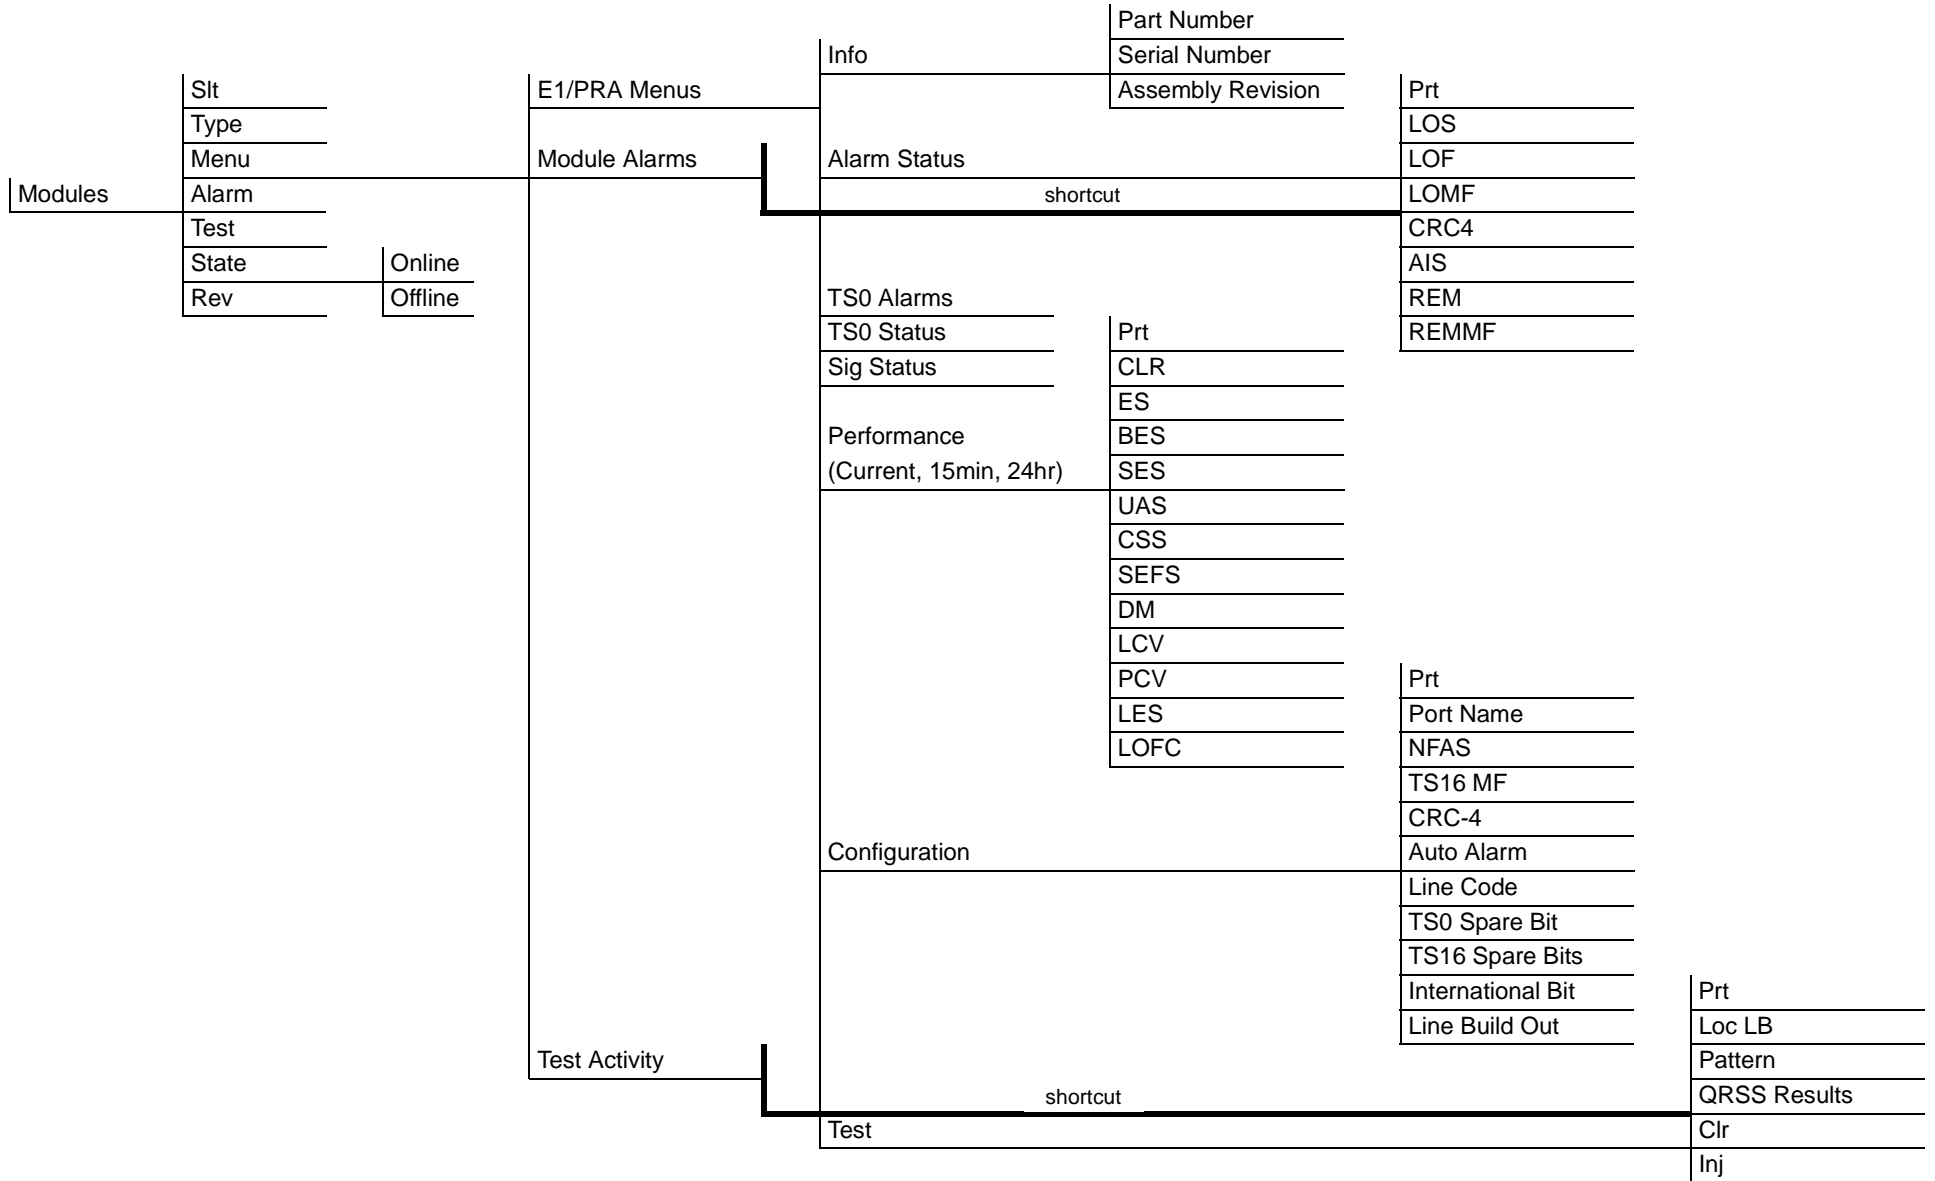 Modules
Slt
Type
Menu
Alarm
Test
State
Rev
Online
Offline
E1/PRA Menus
Module Alarms
Test Activity
Info
Alarm Status
shortcut
TS0 Alarms
TS0 Status
Sig Status
Performance
(Current, 15min, 24hr)
Configuration
shortcut
Test
Part Number
Serial Number
Assembly Revision
Prt
LOS
LOF
LOMF
CRC4
AIS
REM
REMMF
Prt
CLR
ES
BES
SES
UAS
CSS
SEFS
DM
LCV
PCV
LES
LOFC
Prt
Port Name
NFAS
TS16 MF
CRC-4
Auto Alarm
Line Code
TS0 Spare Bit
TS16 Spare Bits
International Bit
Line Build Out
Prt
Loc LB
Pattern
QRSS Results
Clr
Inj